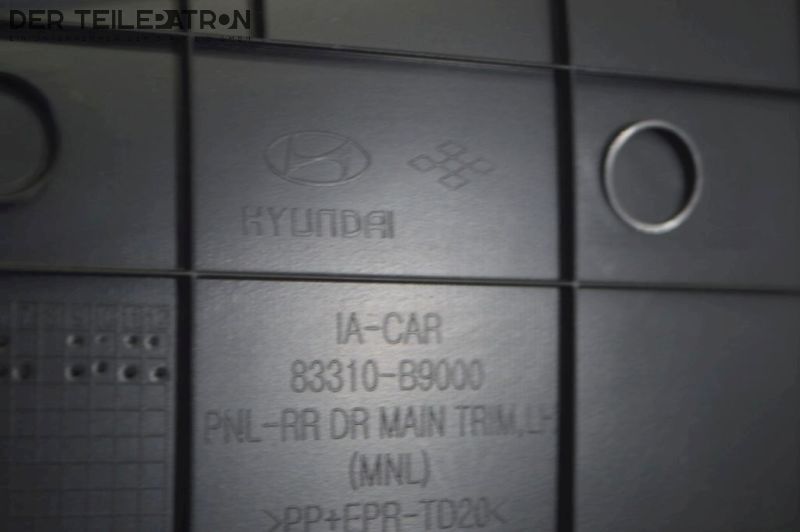 DER TEILEPATRON
HYUNDAI
IA-CAR
83310-B9000
PNL-RR DR MAIN TRIM,L
(MNL)
>PP+EPR-TD20<